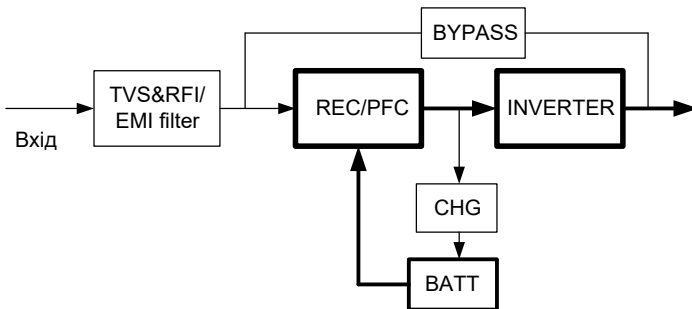 BYPASS
TVS&RFI/
EMI filter
REC/PFC
INVERTER
Вхід
CHG
BATT